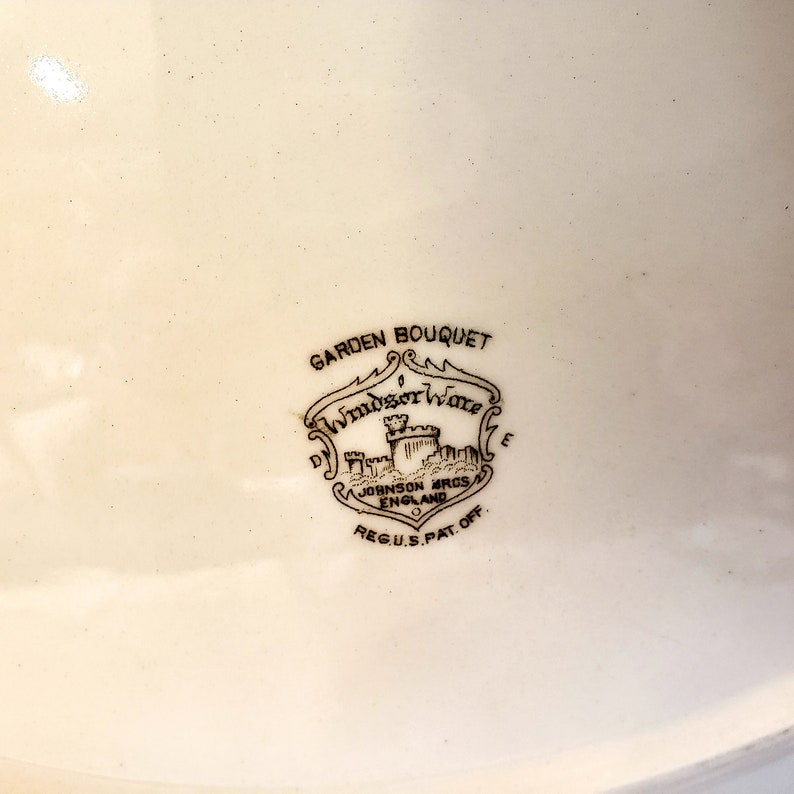 GARDEN BOUQUET
Windsor Ware
D E
JOHNSON BROS
ENGLAND
REG.U.S.PAT.OFF.